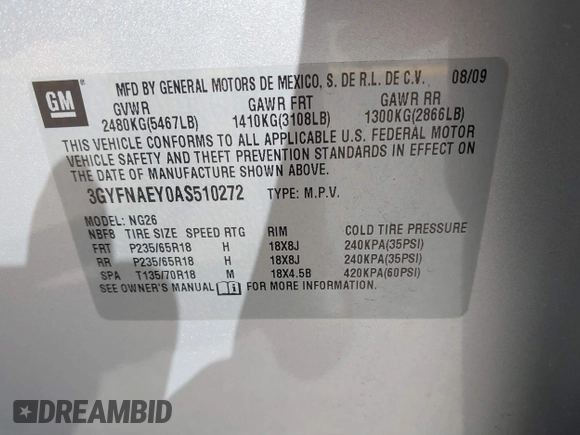 GM
MFD BY GENERAL MOTORS DE MEXICO, S. DE R.L. DE C.V. 08/09
GVWR GAWR FRT GAWR RR
2480KG(5467LB) 1410KG(3108LB) 1300KG(2866LB)
THIS VEHICLE CONFORMS TO ALL APPLICABLE U.S. FEDERAL MOTOR
VEHICLE SAFETY AND THEFT PREVENTION STANDARDS IN EFFECT ON
THE DATE OF MANUFACTURE SHOWN ABOVE.
3GYFNAEY0AS510272 TYPE: M.P.V.
MODEL: NG26
NBF8 TIRE SIZE SPEED RTG RIM COLD TIRE PRESSURE
FRT P235/65R18 H 18X8J 240KPA(35PSI)
RR P235/65R18 H 18X8J 240KPA(35PSI)
SPA T135/70R18 M 18X4.5B 420KPA(60PSI)
SEE OWNER'S MANUAL FOR MORE INFORMATION.
DREAMBID